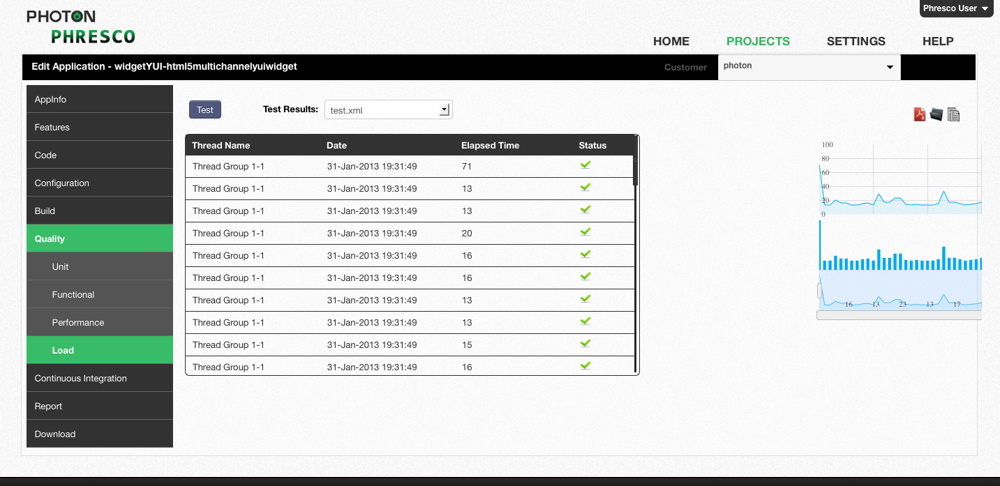 Phresco User
PHOTON
PHRESCO
HOME PROJECTS SETTINGS HELP
Edit Application - widgetYUI-html5multichannelyuiwidget
Customer photon
AppInfo
Features
Code
Configuration
Build
Quality
Unit
Functional
Performance
Load
Continuous Integration
Report
Download
Test Test Results: test.xml
Thread Name Date Elapsed Time Status
Thread Group 1-1 31-Jan-2013 19:31:49 71
Thread Group 1-1 31-Jan-2013 19:31:49 13
Thread Group 1-1 31-Jan-2013 19:31:49 13
Thread Group 1-1 31-Jan-2013 19:31:49 20
Thread Group 1-1 31-Jan-2013 19:31:49 16
Thread Group 1-1 31-Jan-2013 19:31:49 16
Thread Group 1-1 31-Jan-2013 19:31:49 13
Thread Group 1-1 31-Jan-2013 19:31:49 13
Thread Group 1-1 31-Jan-2013 19:31:49 15
Thread Group 1-1 31-Jan-2013 19:31:49 16
100
80
60
40
20
0
16 13 23 13 17